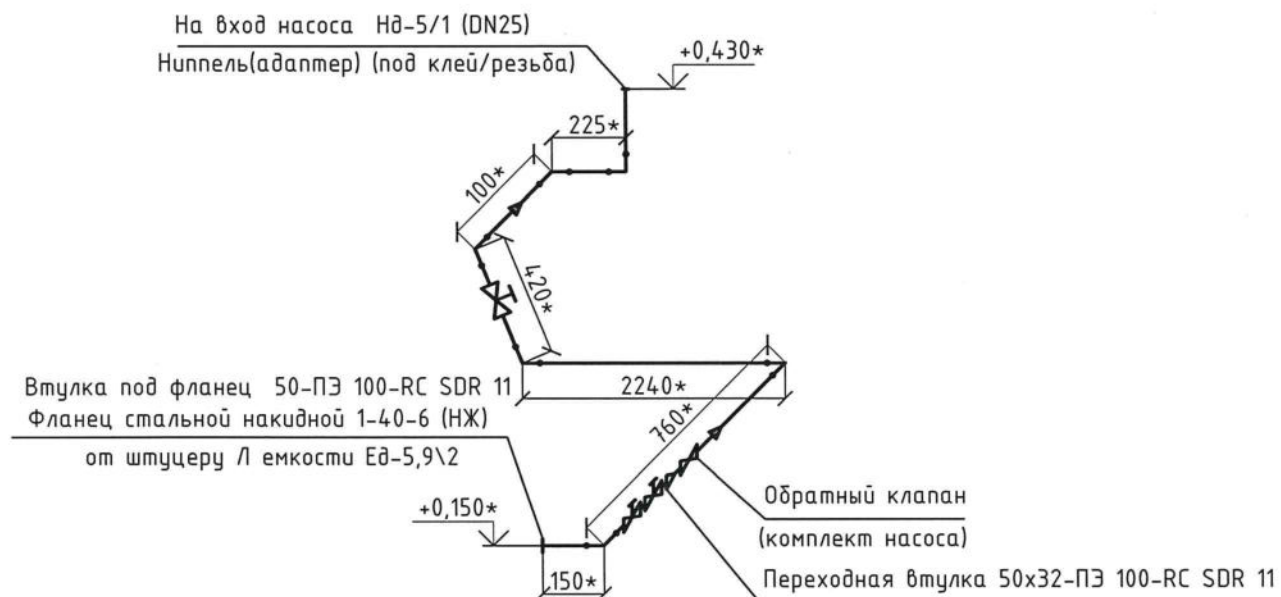 На вход насоса Нд-5/1 (DN25)
Ниппель(адаптер) (под клей/резьба)
+0,430*
225*
100*
420*
Втулка под фланец 50-ПЭ 100-RC SDR 11
Фланец стальной накидной 1-40-6 (НЖ)
от штуцеру Л емкости Ед-5,9\2
2240*
760*
+0,150*
150*
Обратный клапан
(комплект насоса)
Переходная втулка 50х32-ПЭ 100-RC SDR 11